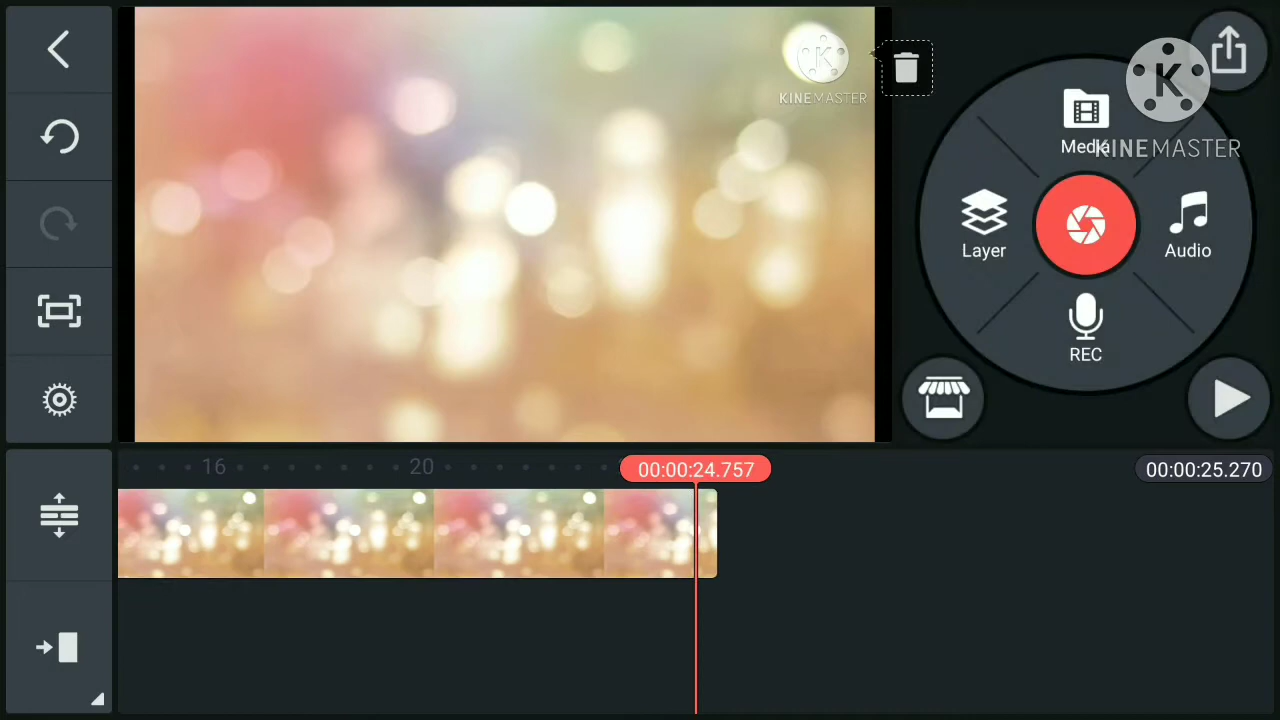 K
KINEMASTER
K
Media
KINEMASTER
Layer
Audio
REC
16
20
00:00:24.757
00:00:25.270